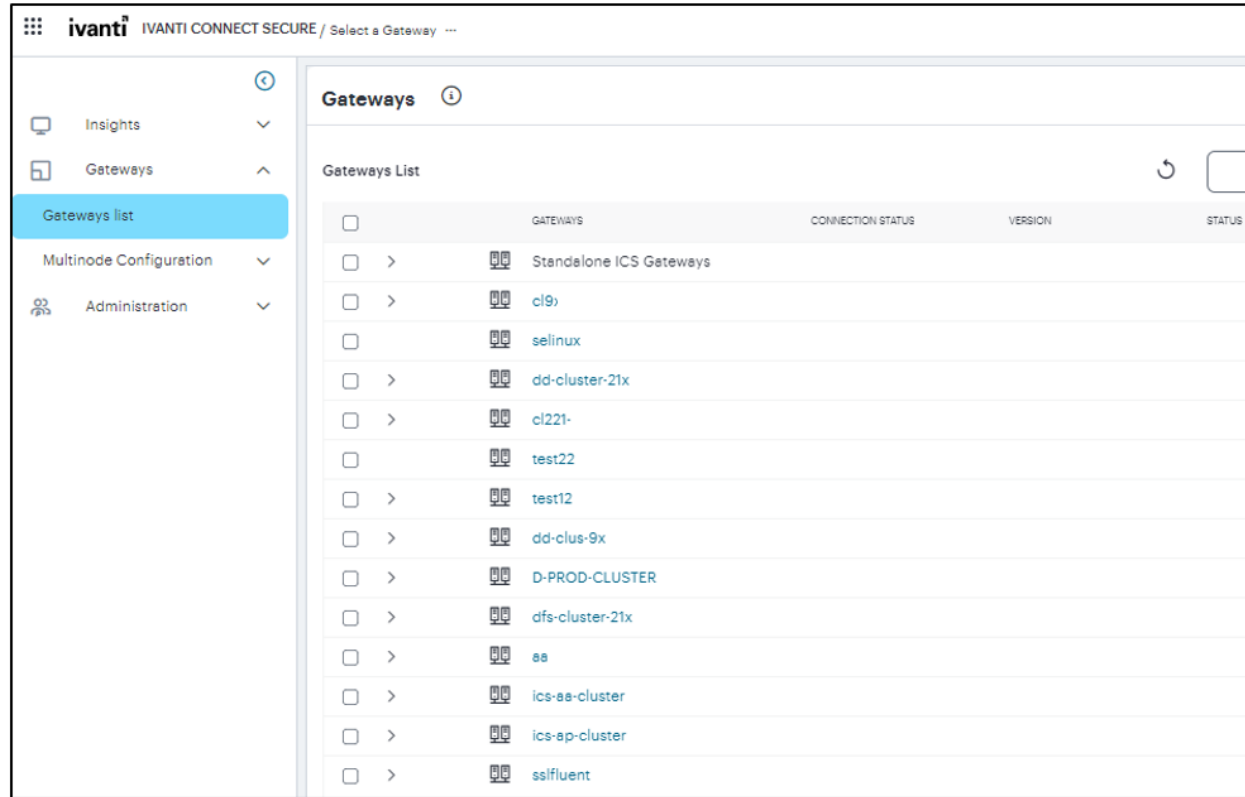 ivanti IVANTI CONNECT SECURE / Select a Gateway ...
Insights
Gateways
Gateways list
Multinode Configuration
Administration
Gateways
Gateways List
GATEWAYS CONNECTION STATUS VERSION STATUS
Standalone ICS Gateways
cl9
selinux
dd-cluster-21x
cl221-
test22
test12
dd-clus-9x
D-PROD-CLUSTER
dfs-cluster-21x
aa
ics-aa-cluster
ics-ap-cluster
sslfluent